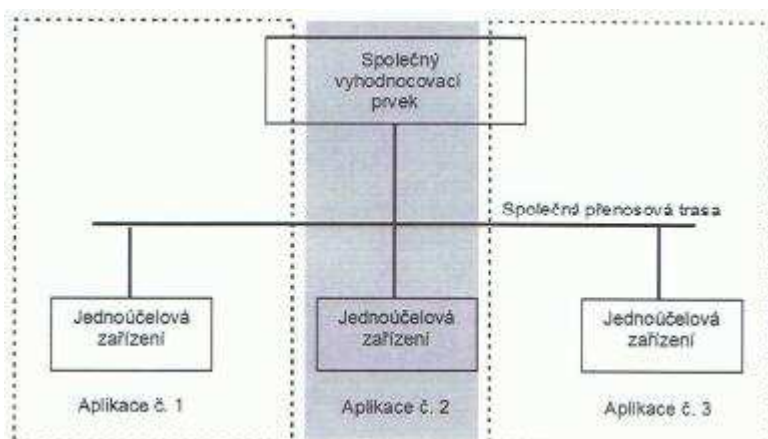 Společný
vyhodnocovací
prvek
Společná přenosová trasa
Jednoúčelová
zařízení
Jednoúčelová
zařízení
Jednoúčelová
zařízení
Aplikace č. 1
Aplikace č. 2
Aplikace č. 3